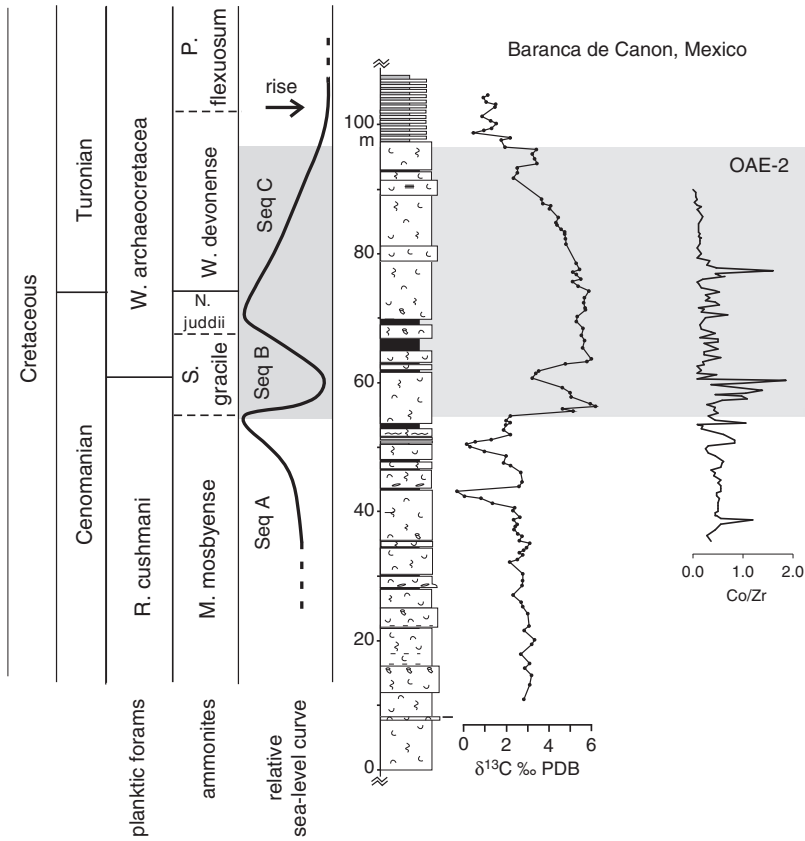 Baranca de Canon, Mexico
Cretaceous
Turonian
Cenomanian
W. archaeocretacea
R. cushmani
P.
flexuosum
W. devonense
N.
juddii
S.
gracile
M. mosbyense
rise
Seq C
Seq B
Seq A
planktic forams
ammonites
relative
sea-level curve
100
m
80
60
40
20
0
OAE-2
0 2 4 6
δ13C ‰ PDB
0.0 1.0 2.0
Co/Zr